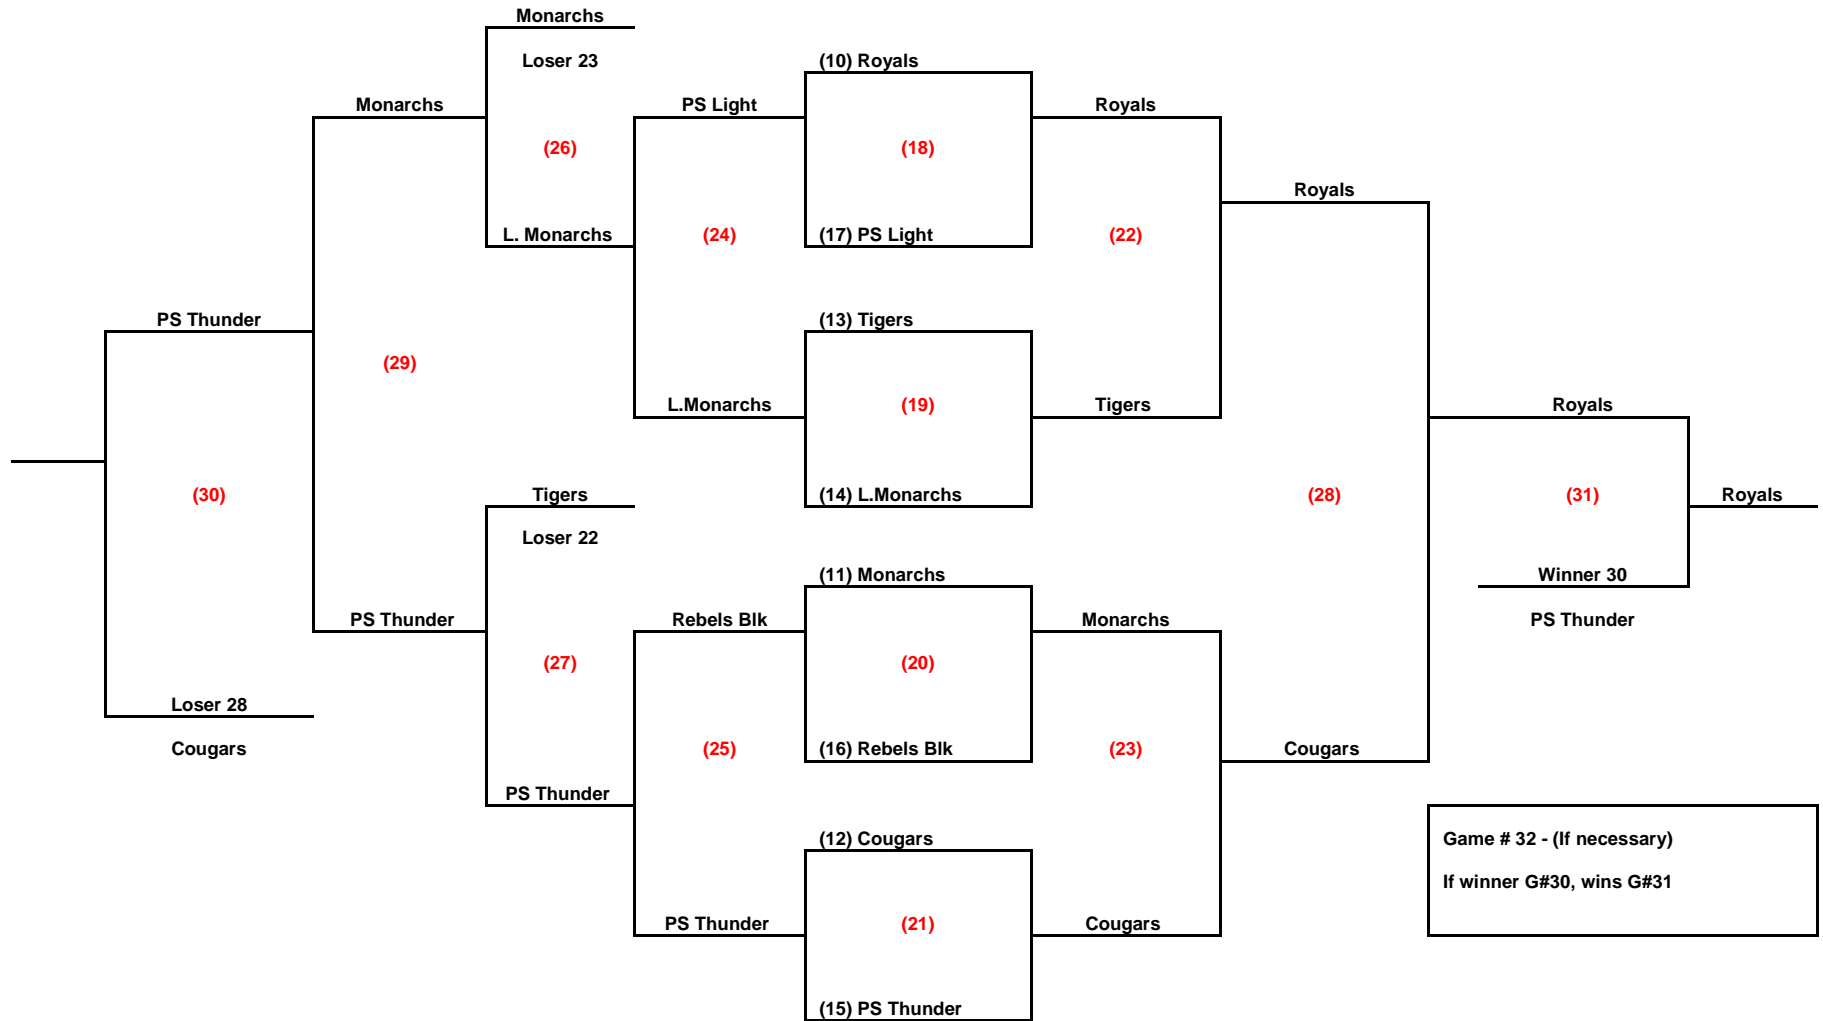 Monarchs
Loser 23
(10) Royals
Monarchs
PS Light
Royals
(26)
(18)
Royals
L. Monarchs
(24)
(17) PS Light
(22)
PS Thunder
(13) Tigers
(29)
L.Monarchs
(19)
Tigers
Royals
(30)
Tigers
(14) L.Monarchs
(28)
(31)
Royals
Loser 22
(11) Monarchs
Winner 30
PS Thunder
Rebels Blk
Monarchs
PS Thunder
(27)
(20)
Loser 28
Cougars
(25)
(16) Rebels Blk
(23)
Cougars
PS Thunder
(12) Cougars
Game # 32 - (If necessary)
If winner G#30, wins G#31
PS Thunder
(21)
Cougars
(15) PS Thunder